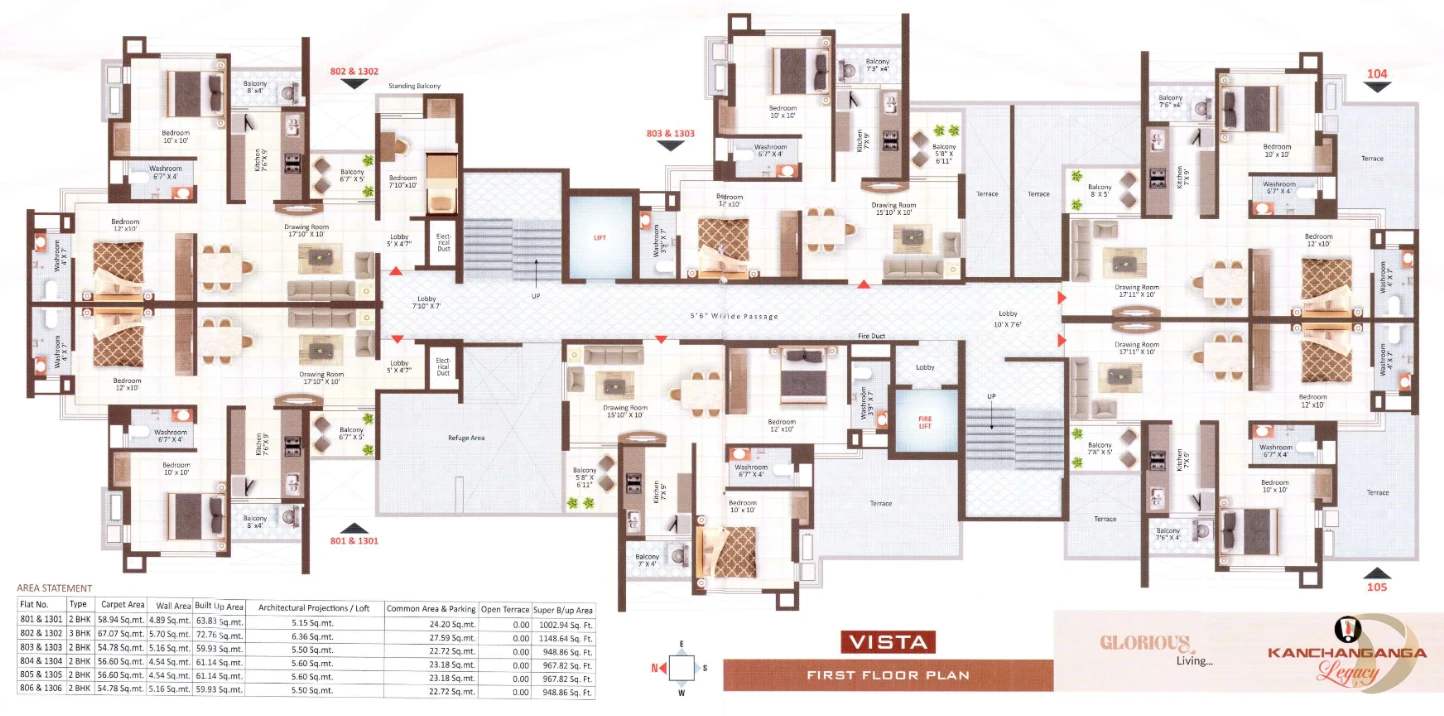 802 & 1302
Standing Balcony
Balcony
8' x4'
Bedroom
10' x 10'
Kitchen
7'6"X 9'
Washroom
6'7" X 4'
Balcony
6'7" X 5'
Bedroom
7'10"x10'
Bedroom
12' x10'
Drawing Room
17'10" X 10'
Lobby
5' X 4'7"
Elect-
rical
Duct
Washroom
4' X 7'
Lobby
7'10" X 7'
UP
LIFT
803 & 1303
Bedroom
10' x 10'
Balcony
7'3" x4'
Kitchen
7'X 9'
Washroom
6'7" X 4'
Balcony
5'8" X
6'11"
Bedroom
12' x10'
Drawing Room
15'10" X 10'
Washroom
3'9" X 7'
Terrace
Terrace
104
Balcony
7'6" x4'
Bedroom
10' x 10'
Terrace
Kitchen
7'X 9'
Washroom
6'7" X 4'
Balcony
8' X 5'
Bedroom
12' x10'
Drawing Room
17'11" X 10'
Washroom
4' X 7'
5'6" Wide Passage
Lobby
10' X 7'6"
Fire Duct
Washroom
4' X 7'
Bedroom
12' x10'
Drawing Room
17'10" X 10'
Lobby
5' X 4'7"
Elect-
rical
Duct
Washroom
6'7" X 4'
Kitchen
7'6"X 9'
Balcony
6'7" X 5'
Bedroom
10' x 10'
Balcony
8' x4'
801 & 1301
Refuge Area
Drawing Room
15'10" X 10'
Bedroom
12' x10'
Washroom
3'9" X 7'
Lobby
FIRE
LIFT
Balcony
5'8" X
6'11"
Kitchen
7'X 9'
Washroom
6'7" X 4'
Bedroom
10' x 10'
Balcony
7' X 4'
Terrace
UP
Drawing Room
17'11" X 10'
Bedroom
12' x10'
Washroom
4' X 7'
Balcony
7'8" X 5'
Kitchen
7'X 9'
Washroom
6'7" X 4'
Bedroom
10' x 10'
Terrace
Terrace
Balcony
7'6" X 4'
105
AREA STATEMENT
Flat No. Type Carpet Area Wall Area Built Up Area Architectural Projections / Loft Common Area & Parking Open Terrace Super B/up Area
801 & 1301 2 BHK 58.94 Sq.mt. 4.89 Sq.mt. 63.83 Sq.mt. 5.15 Sq.mt. 24.20 Sq.mt. 0.00 1002.94 Sq. Ft.
802 & 1302 3 BHK 67.07 Sq.mt. 5.70 Sq.mt. 72.76 Sq.mt. 6.36 Sq.mt. 27.59 Sq.mt. 0.00 1148.64 Sq. Ft.
803 & 1303 2 BHK 54.78 Sq.mt. 5.16 Sq.mt. 59.93 Sq.mt. 5.50 Sq.mt. 22.72 Sq.mt. 0.00 948.86 Sq. Ft.
804 & 1304 2 BHK 56.60 Sq.mt. 4.54 Sq.mt. 61.14 Sq.mt. 5.60 Sq.mt. 23.18 Sq.mt. 0.00 967.82 Sq. Ft.
805 & 1305 2 BHK 56.60 Sq.mt. 4.54 Sq.mt. 61.14 Sq.mt. 5.60 Sq.mt. 23.18 Sq.mt. 0.00 967.82 Sq. Ft.
806 & 1306 2 BHK 54.78 Sq.mt. 5.16 Sq.mt. 59.93 Sq.mt. 5.50 Sq.mt. 22.72 Sq.mt. 0.00 948.86 Sq. Ft.
E
N S
W
VISTA
FIRST FLOOR PLAN
GLORIOUS
Living...
KANCHANGANGA
Legacy